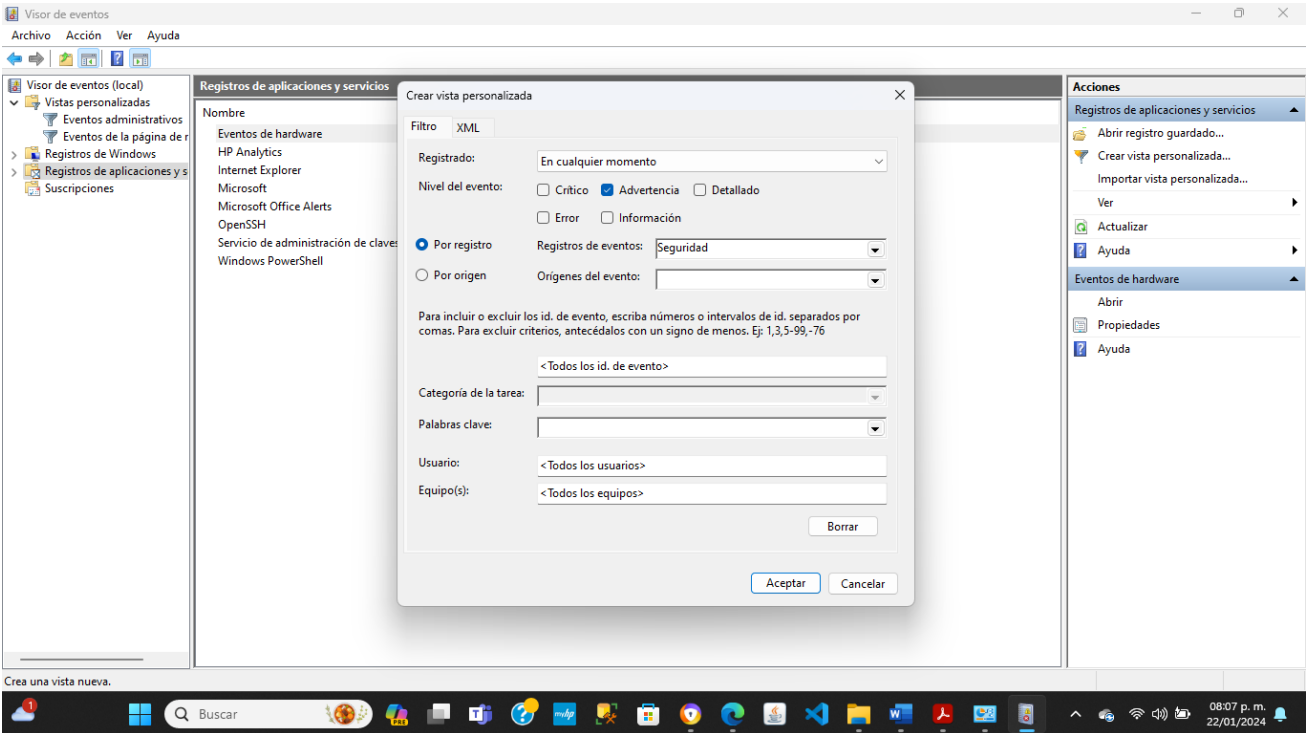 Visor de eventos
Archivo Acción Ver Ayuda
Visor de eventos (local)
Vistas personalizadas
Eventos administrativos
Eventos de la página de r
Registros de Windows
Registros de aplicaciones y s
Suscripciones
Registros de aplicaciones y servicios
Nombre
Eventos de hardware
HP Analytics
Internet Explorer
Microsoft
Microsoft Office Alerts
OpenSSH
Servicio de administración de claves
Windows PowerShell
Crear vista personalizada
Filtro XML
Registrado: En cualquier momento
Nivel del evento: Crítico Advertencia Detallado
Error Información
Por registro Registros de eventos: Seguridad
Por origen Orígenes del evento:
Para incluir o excluir los id. de evento, escriba números o intervalos de id. separados por
comas. Para excluir criterios, antecédalos con un signo de menos. Ej: 1,3,5-99,-76
<Todos los id. de evento>
Categoría de la tarea:
Palabras clave:
Usuario: <Todos los usuarios>
Equipo(s): <Todos los equipos>
Borrar
Aceptar Cancelar
Acciones
Registros de aplicaciones y servicios
Abrir registro guardado...
Crear vista personalizada...
Importar vista personalizada...
Ver
Actualizar
Ayuda
Eventos de hardware
Abrir
Propiedades
Ayuda
Crea una vista nueva.
1
Buscar
PRE
myhp
08:07 p. m.
22/01/2024